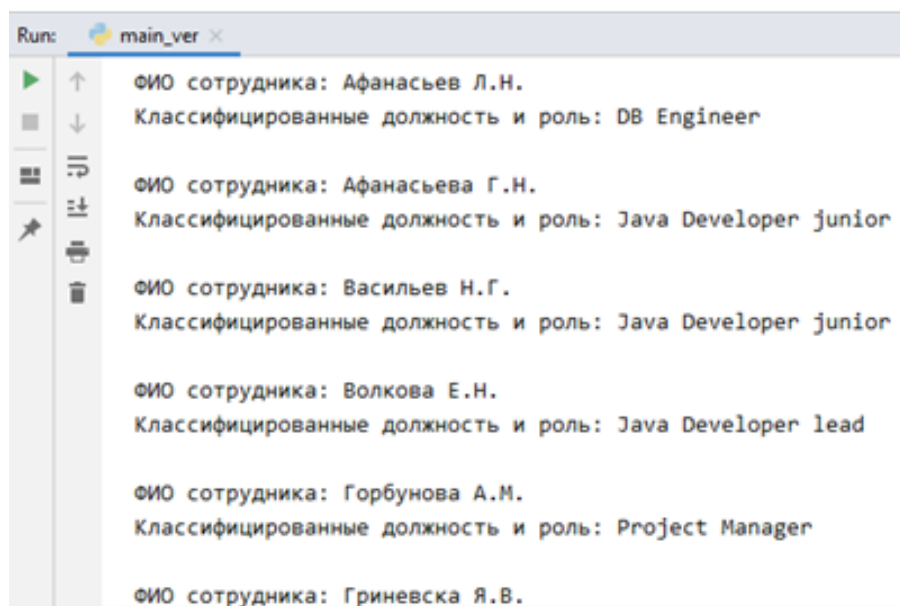 Run: main_ver
ФИО сотрудника: Афанасьев Л.Н.
Классифицированные должность и роль: DB Engineer
ФИО сотрудника: Афанасьева Г.Н.
Классифицированные должность и роль: Java Developer junior
ФИО сотрудника: Васильев Н.Г.
Классифицированные должность и роль: Java Developer junior
ФИО сотрудника: Волкова Е.Н.
Классифицированные должность и роль: Java Developer lead
ФИО сотрудника: Горбунова А.М.
Классифицированные должность и роль: Project Manager
ФИО сотрудника: Гриневска Я.В.